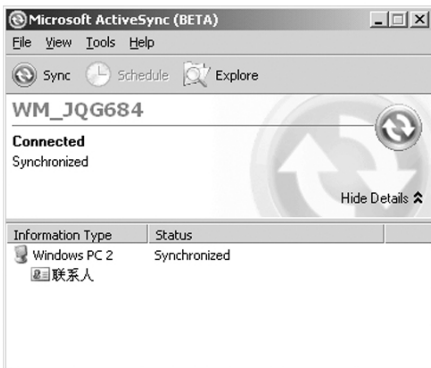 Microsoft ActiveSync (BETA)
File View Tools Help
Sync Schedule Explore
WM_JQG684
Connected
Synchronized
Hide Details
Information Type Status
Windows PC 2 Synchronized
联系人